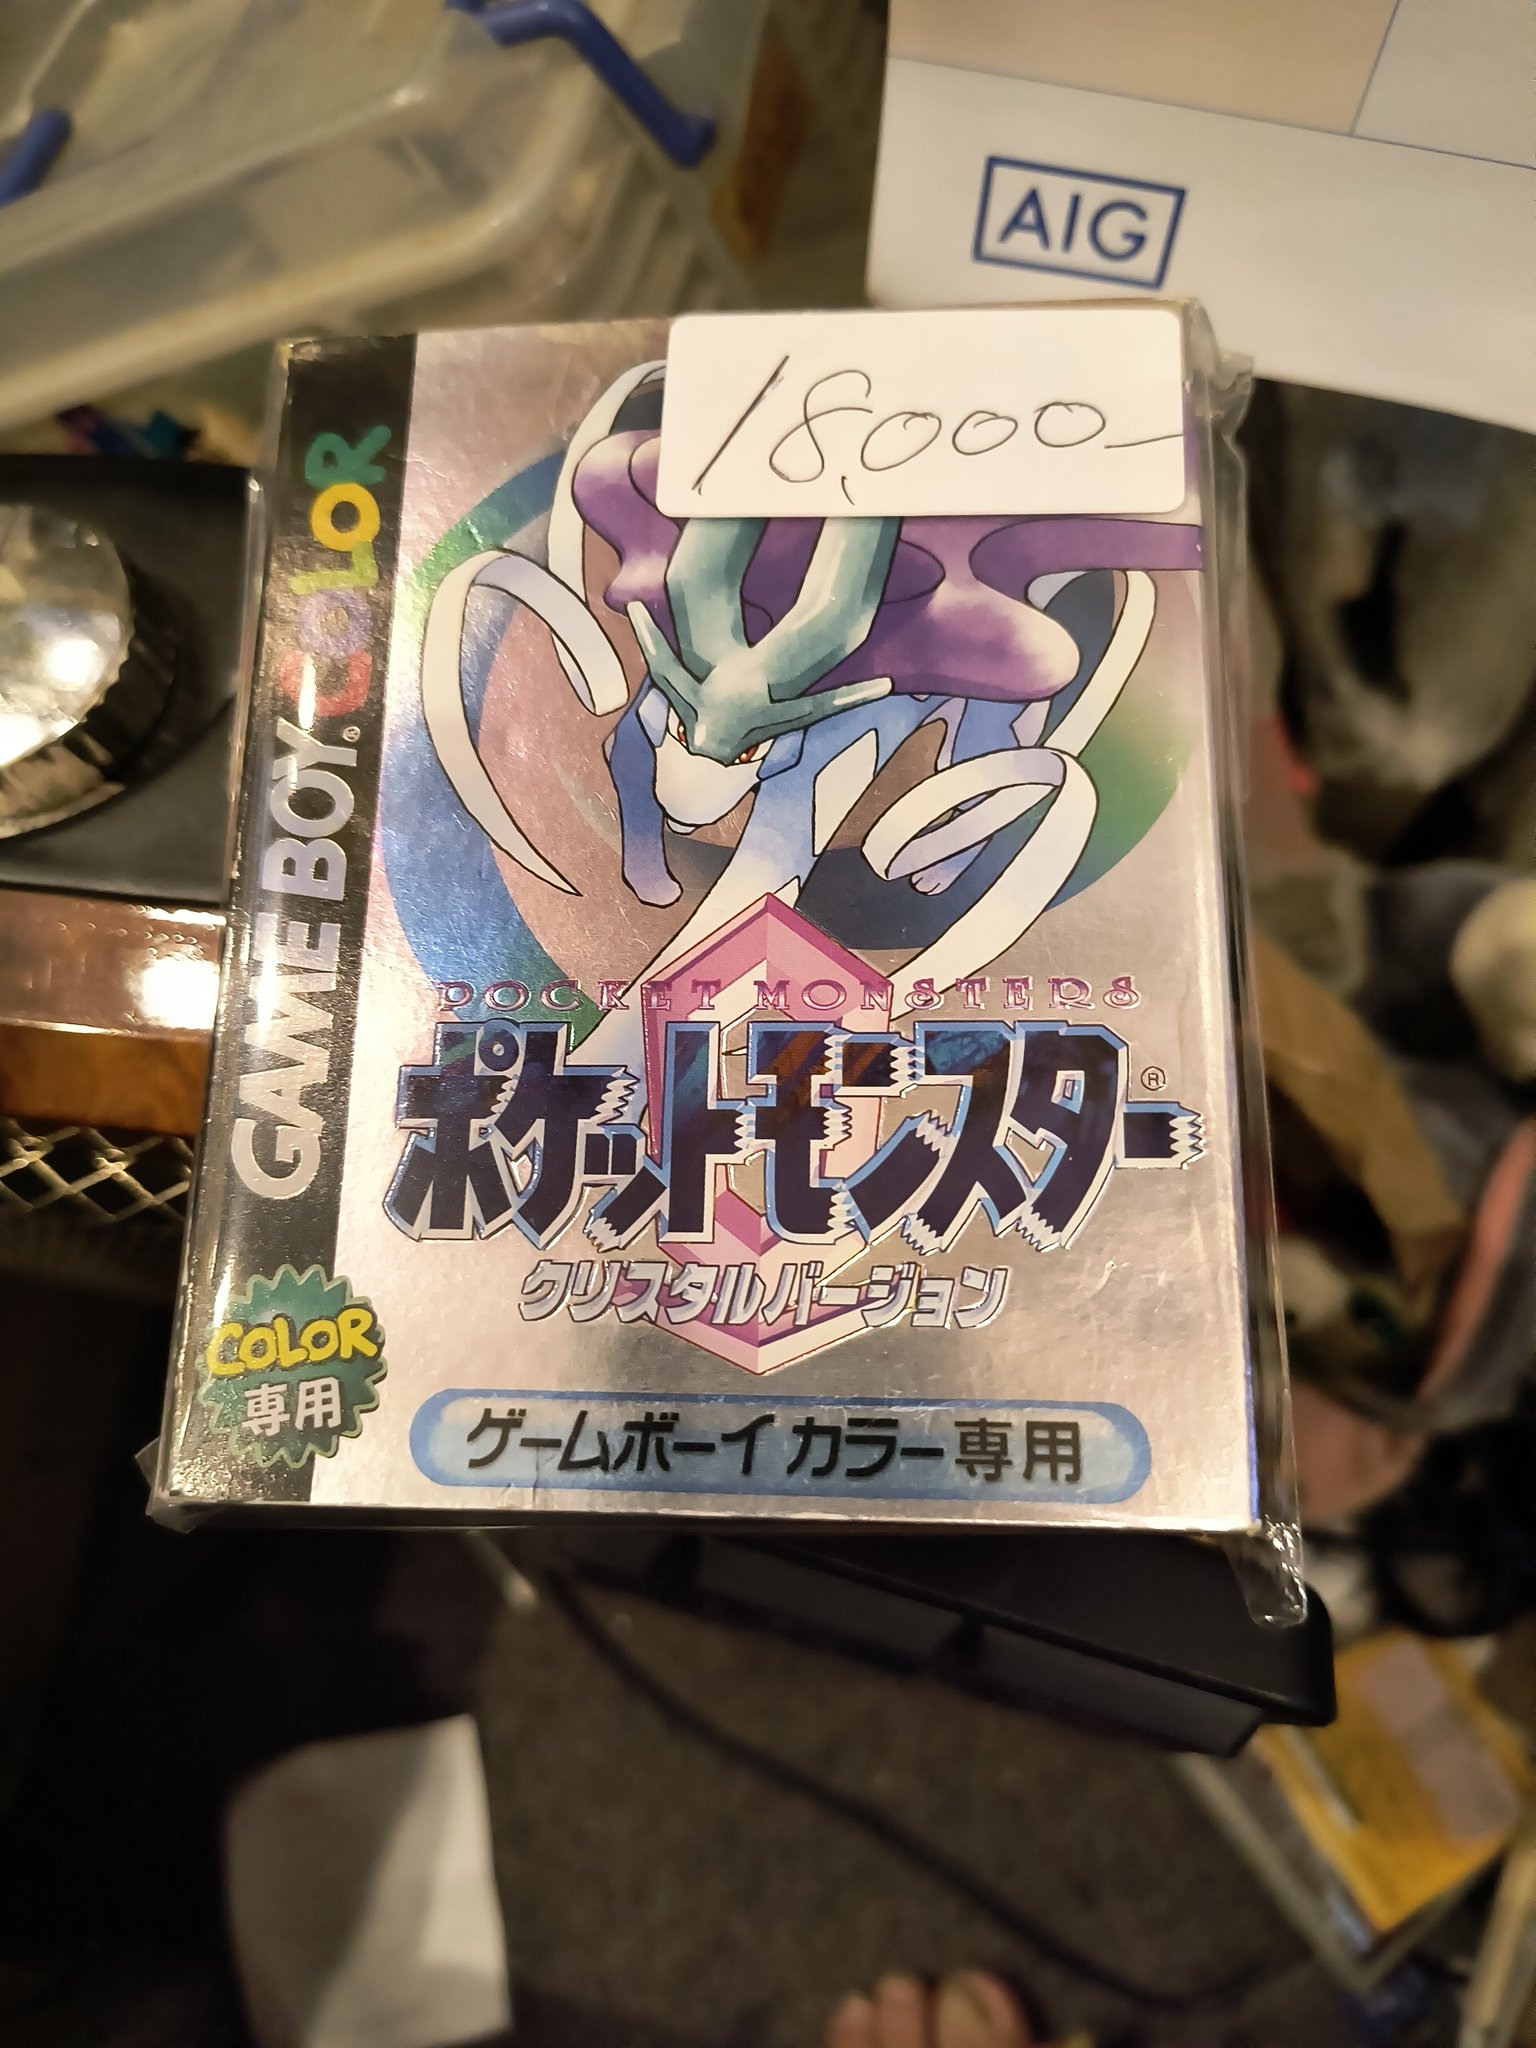 AIG
18,000-
GAME BOY® COLOR
POCKET MONSTERS
ポケットモンスター®
クリスタルバージョン
COLOR
専用
ゲームボーイ カラー専用